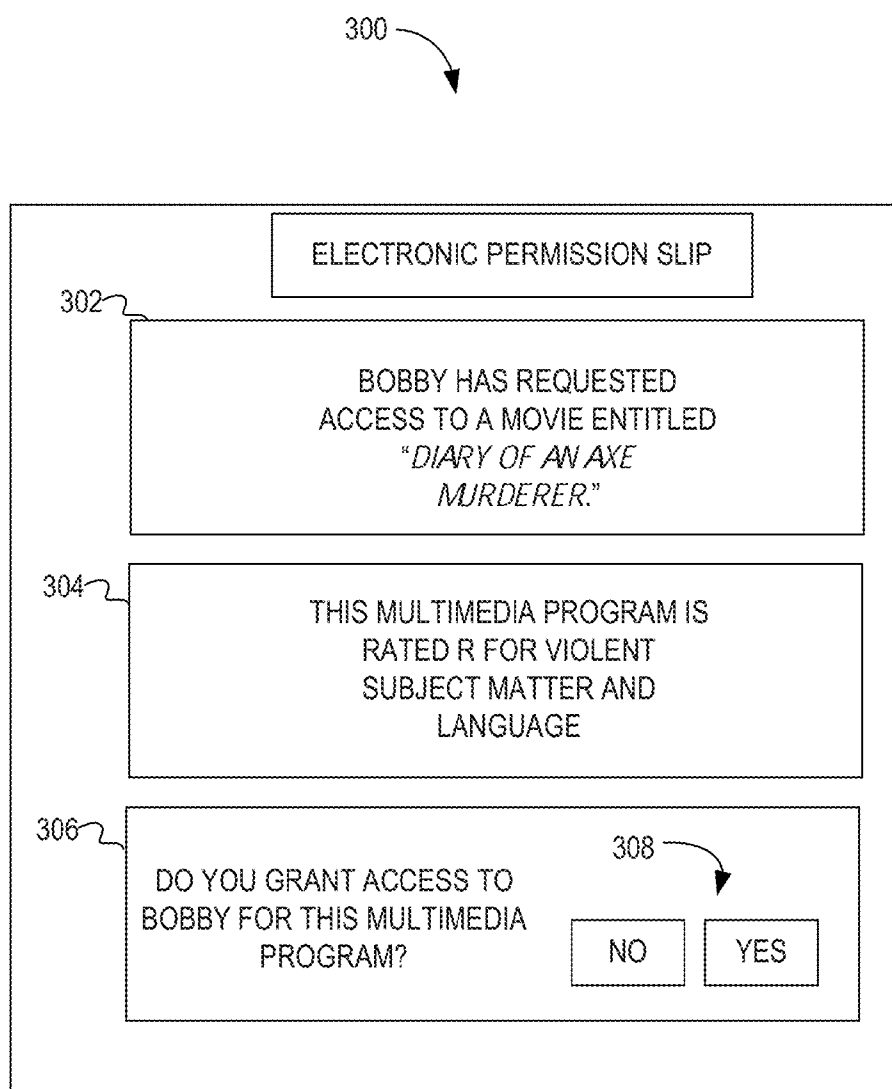 300
ELECTRONIC PERMISSION SLIP
302
BOBBY HAS REQUESTED
ACCESS TO A MOVIE ENTITLED
“DIARY OF AN AXE
MURDERER.”
304
THIS MULTIMEDIA PROGRAM IS
RATED R FOR VIOLENT
SUBJECT MATTER AND
LANGUAGE
306
308
DO YOU GRANT ACCESS TO
BOBBY FOR THIS MULTIMEDIA
PROGRAM?
NO
YES